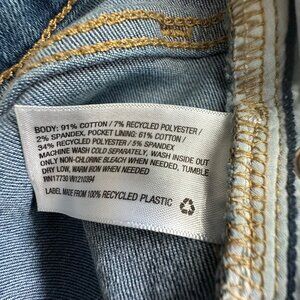 BODY: 91% COTTON / 7% RECYCLED POLYESTER /
2% SPANDEX, POCKET LINING: 61% COTTON /
34% RECYCLED POLYESTER / 5% SPANDEX
MACHINE WASH COLD SEPARATELY, WASH INSIDE OUT
ONLY NON-CHLORINE BLEACH WHEN NEEDED, TUMBLE
DRY LOW, WARM IRON WHEN NEEDED
RN17730 W1210394
LABEL MADE FROM 100% RECYCLED PLASTIC